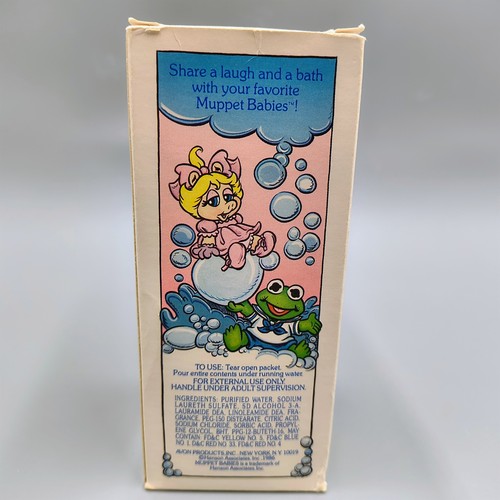 Share a laugh and a bath
with your favorite
Muppet Babies™!
TO USE: Tear open packet.
Pour entire contents under running water.
FOR EXTERNAL USE ONLY.
HANDLE UNDER ADULT SUPERVISION.
INGREDIENTS: PURIFIED WATER, SODIUM
LAURETH SULFATE, SD ALCOHOL 3-A,
LAURAMIDE DEA, LINOLEAMIDE DEA, FRA-
GRANCE, PEG-150 DISTEARATE, CITRIC ACID,
SODIUM CHLORIDE, SORBIC ACID, PROPYL-
ENE GLYCOL, BHT, PPG-12-BUTETH-16. MAY
CONTAIN: FD&C YELLOW NO. 5, FD&C BLUE
NO. 1, D&C RED NO. 33, FD&C RED NO. 4
AVON PRODUCTS, INC. NEW YORK, N.Y. 10019
©Henson Associates, Inc. 1986
MUPPET BABIES is a trademark of
Henson Associates, Inc.